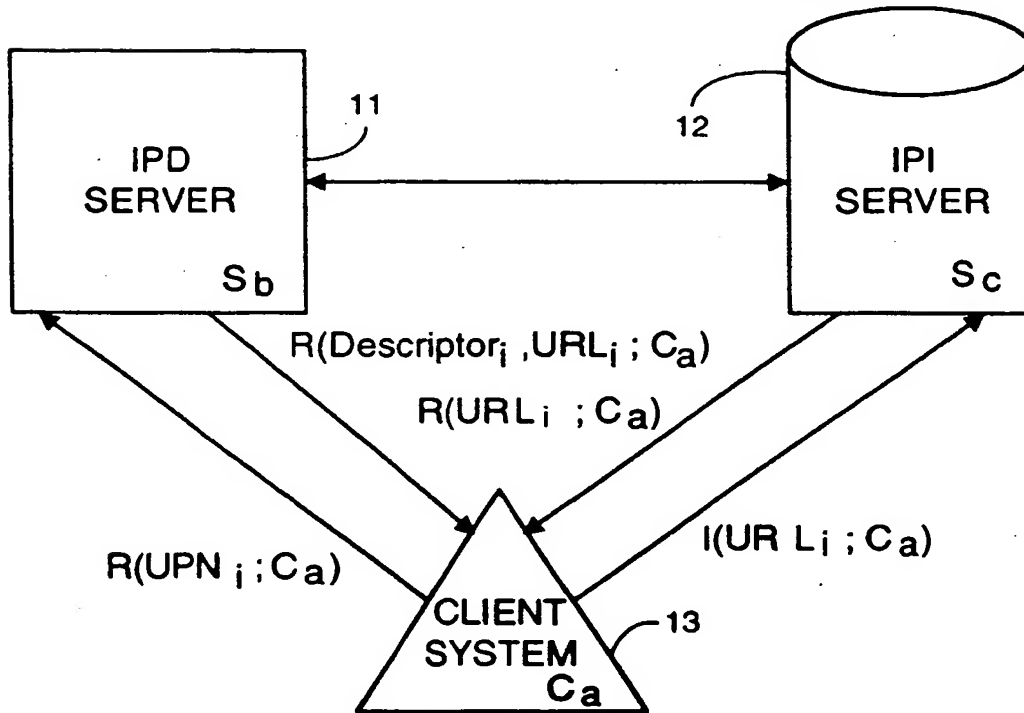 11
12
IPD
SERVER
Sb
IPI
SERVER
Sc
R(Descriptori ,URLi ; Ca)
R(URLi ; Ca)
R(UPN i ; Ca)
I(UR Li ; Ca)
CLIENT
SYSTEM
Ca
13